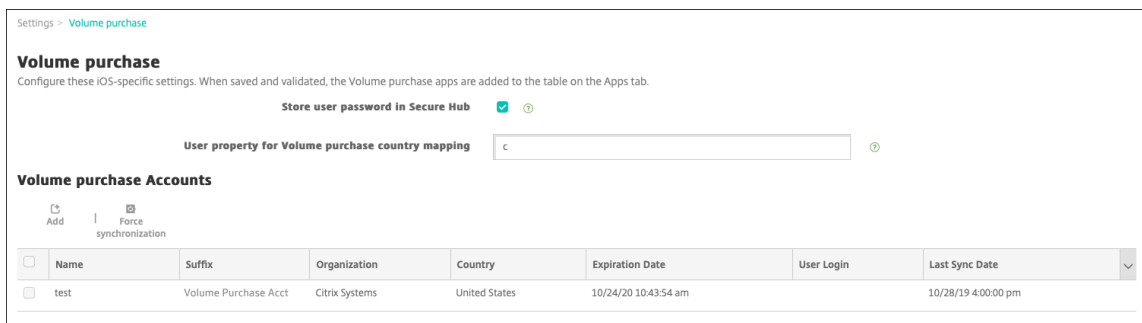 Settings > Volume purchase
Volume purchase
Configure these iOS-specific settings. When saved and validated, the Volume purchase apps are added to the table on the Apps tab.
Store user password in Secure Hub ?
User property for Volume purchase country mapping c ?
Volume purchase Accounts
Add | Force synchronization
Name Suffix Organization Country Expiration Date User Login Last Sync Date
test Volume Purchase Acct Citrix Systems United States 10/24/20 10:43:54 am 10/28/19 4:00:00 pm